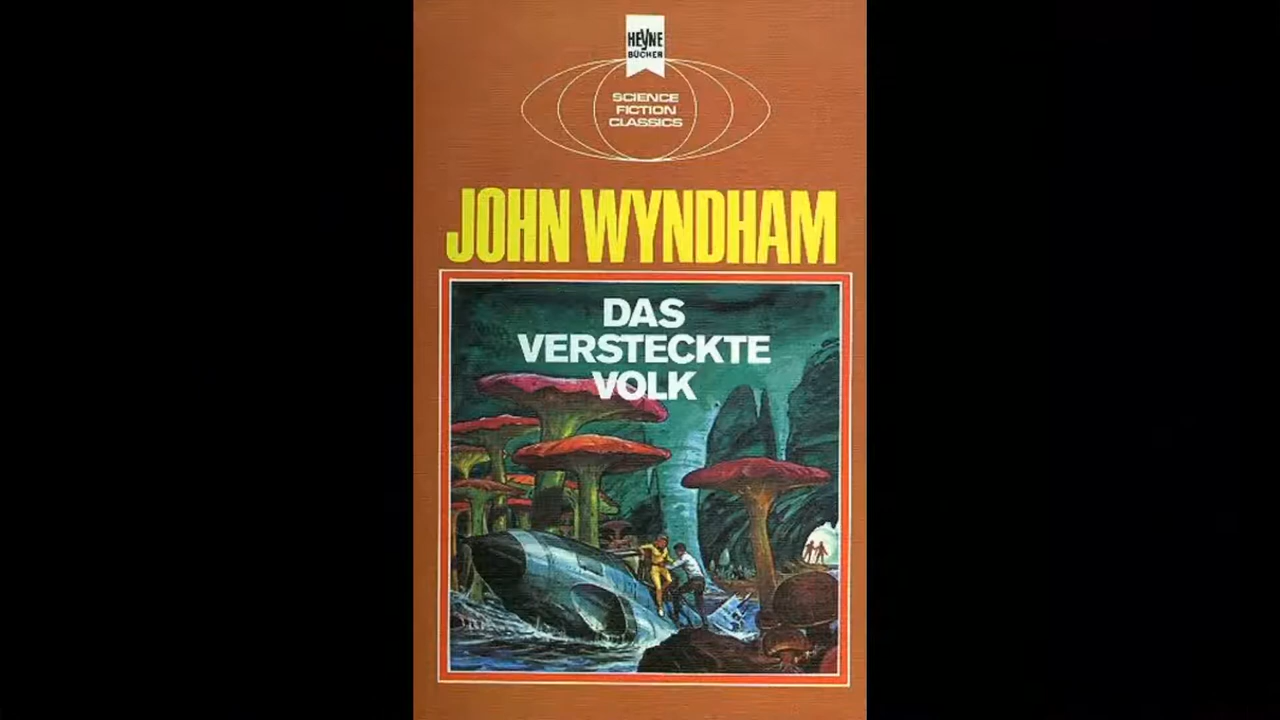 HEYNE
BÜCHER
SCIENCE
FICTION
CLASSICS
JOHN WYNDHAM
DAS
VERSTECKTE
VOLK